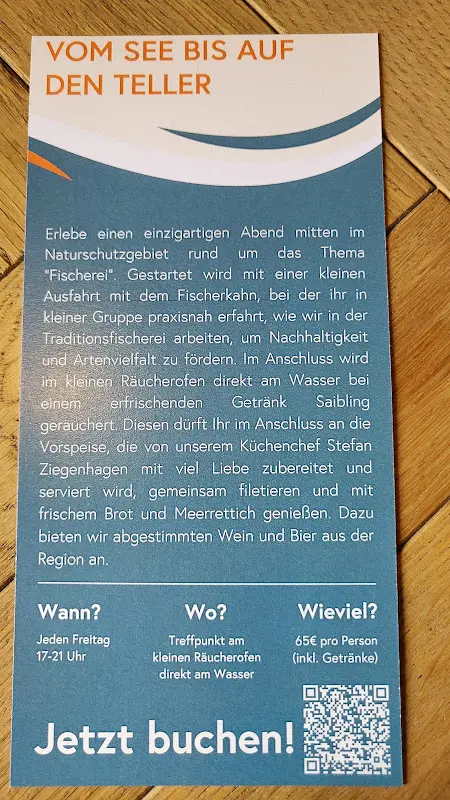 VOM SEE BIS AUF
DEN TELLER
Erlebe einen einzigartigen Abend mitten im
Naturschutzgebiet rund um das Thema
"Fischerei". Gestartet wird mit einer kleinen
Ausfahrt mit dem Fischerkahn, bei der ihr in
kleiner Gruppe praxisnah erfahrt, wie wir in der
Traditionsfischerei arbeiten, um Nachhaltigkeit
und Artenvielfalt zu fördern. Im Anschluss wird
im kleinen Räucherofen direkt am Wasser bei
einem erfrischenden Getränk Saibling
geräuchert. Diesen dürft Ihr im Anschluss an die
Vorspeise, die von unserem Küchenchef Stefan
Ziegenhagen mit viel Liebe zubereitet und
serviert wird, gemeinsam filetieren und mit
frischem Brot und Meerrettich genießen. Dazu
bieten wir abgestimmten Wein und Bier aus der
Region an.
Wann? Wo? Wieviel?
Jeden Freitag Treffpunkt am 65€ pro Person
17-21 Uhr kleinen Räucherofen (inkl. Getränke)
direkt am Wasser
Jetzt buchen!